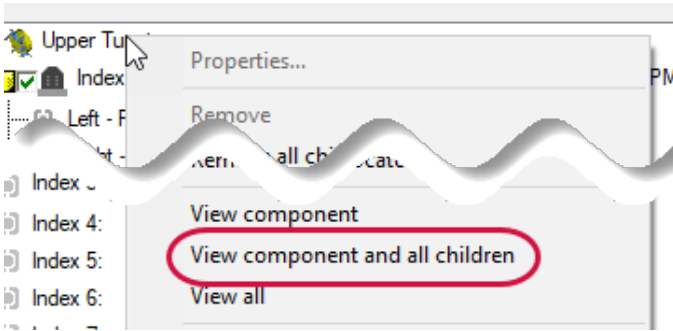 Upper Tu
Properties...
Index
PM
Left - F
Remove
all
Index
View component
Index 4:
View component and all children
Index 5:
View all
Index 6: